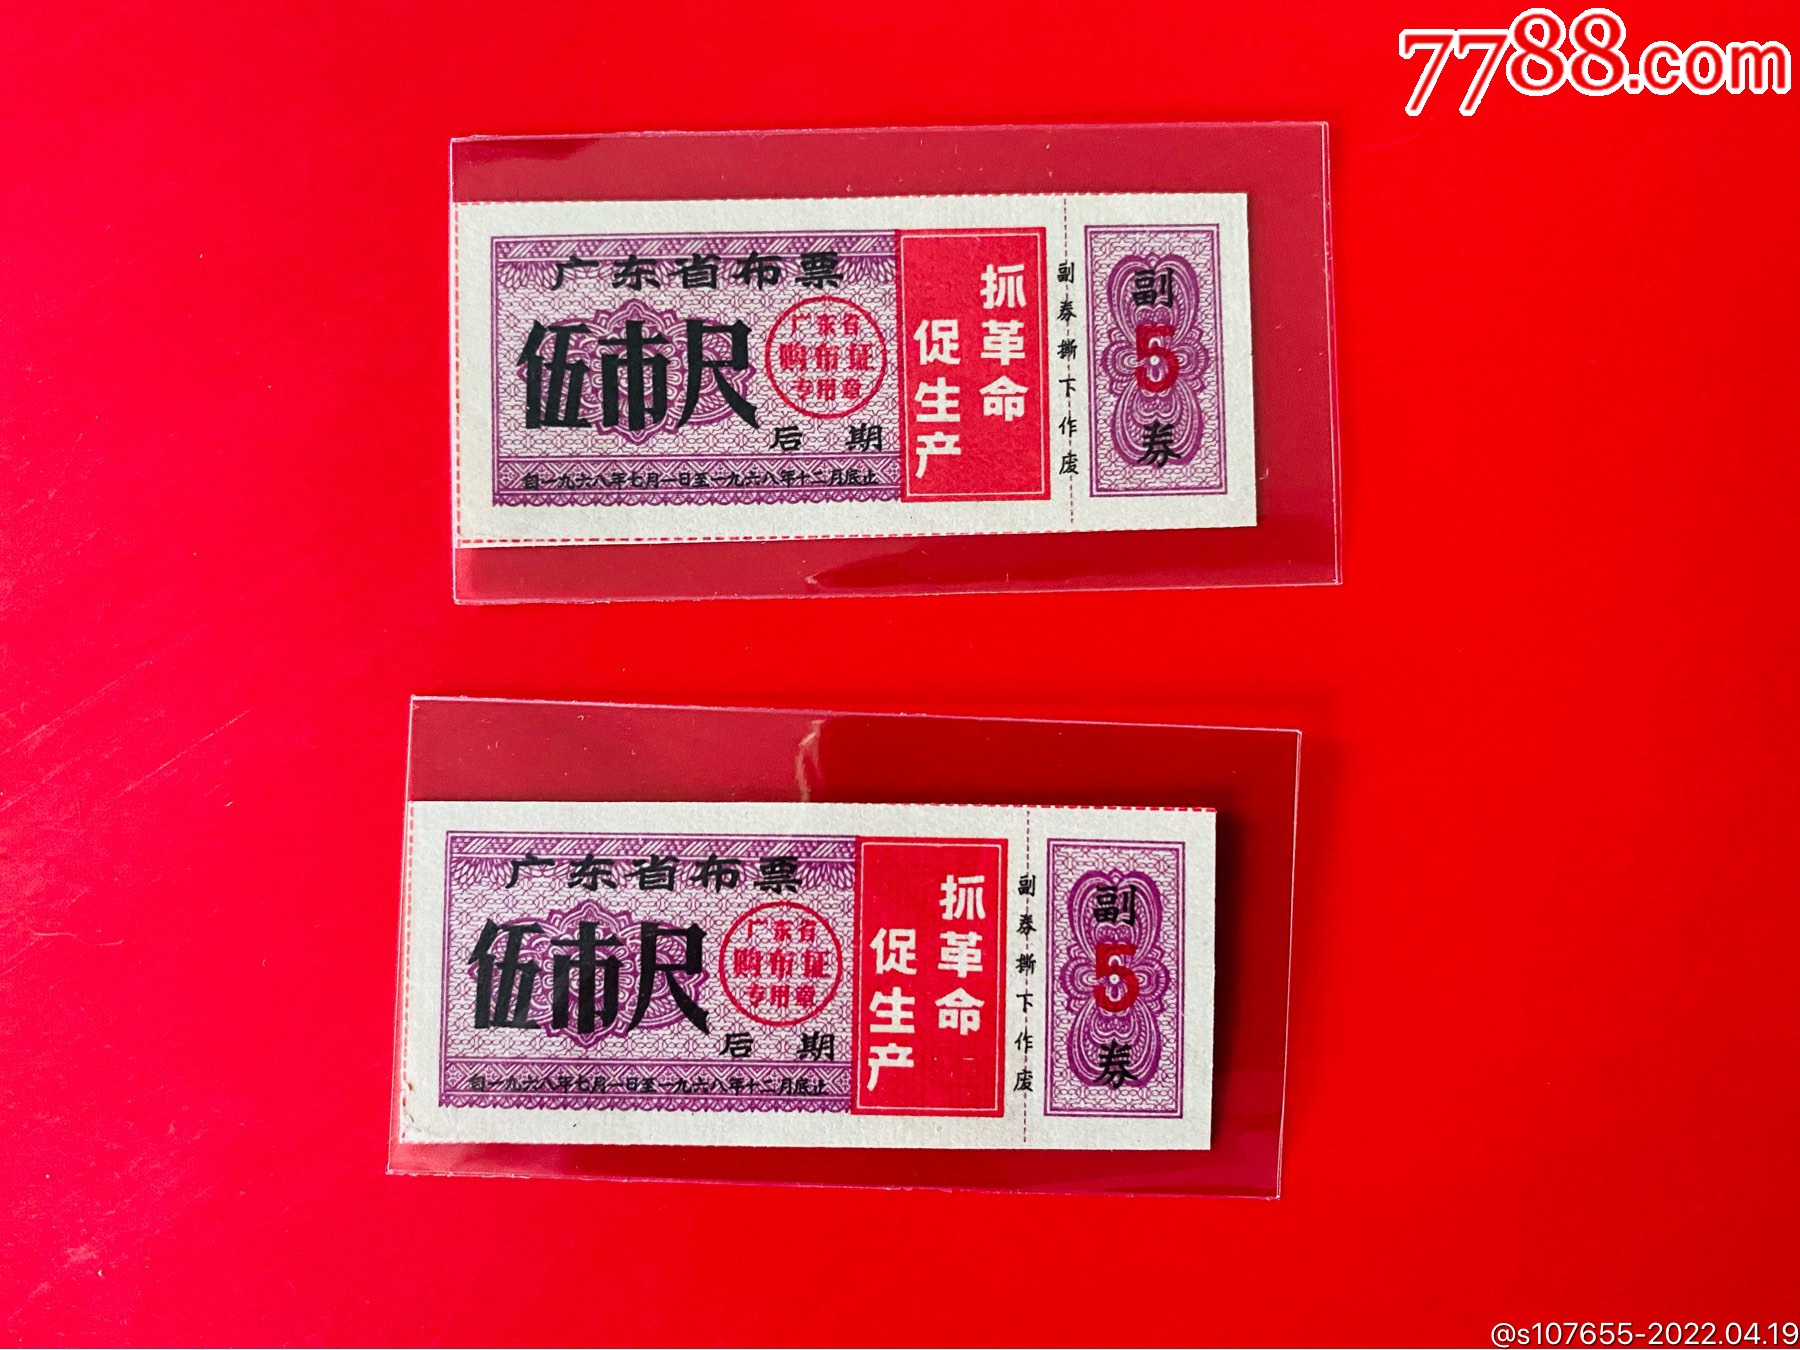 7788.com
广东省布票
伍市尺
广东省
购布证
专用章
后期
自一九六八年七月一日至一九六八年十二月底止
抓革命
促生产
副券撕下作废
副
5
券
广东省布票
伍市尺
广东省
购布证
专用章
后期
自一九六八年七月一日至一九六八年十二月底止
抓革命
促生产
副券撕下作废
副
5
券
@s107655-2022.04.19